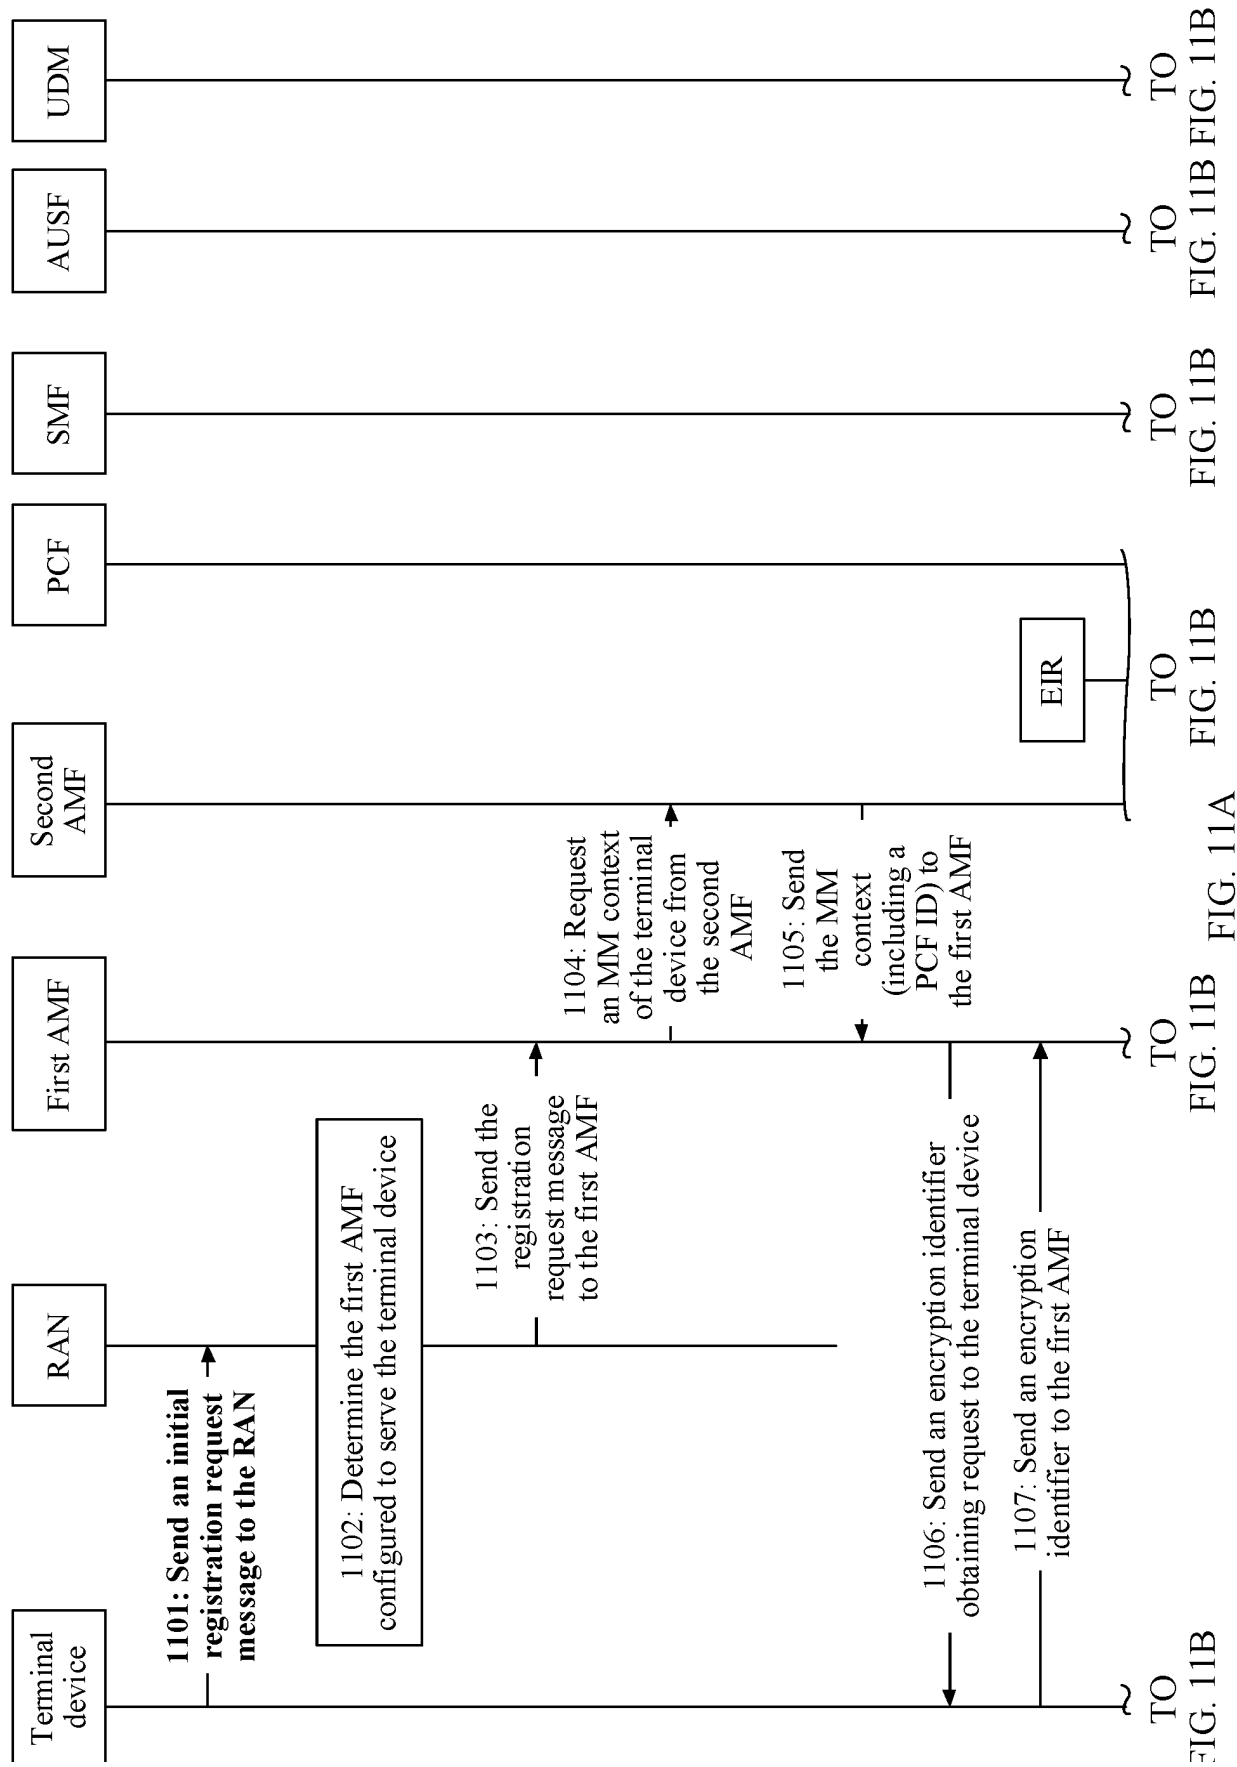 Terminal
device
RAN
First AMF
Second
AMF
PCF
SMF
AUSF
UDM
1101: Send an initial
registration request
message to the RAN
1102: Determine the first AMF
configured to serve the terminal device
1103: Send the
registration
request message
to the first AMF
1104: Request
an MM context
of the terminal
device from
the second
AMF
1105: Send
the MM
context
(including a
PCF ID) to
the first AMF
EIR
1106: Send an encryption identifier
obtaining request to the terminal device
1107: Send an encryption
identifier to the first AMF
TO
FIG. 11B
TO
FIG. 11B
TO
FIG. 11B
TO
FIG. 11B
TO
FIG. 11B
TO
FIG. 11B
FIG. 11A